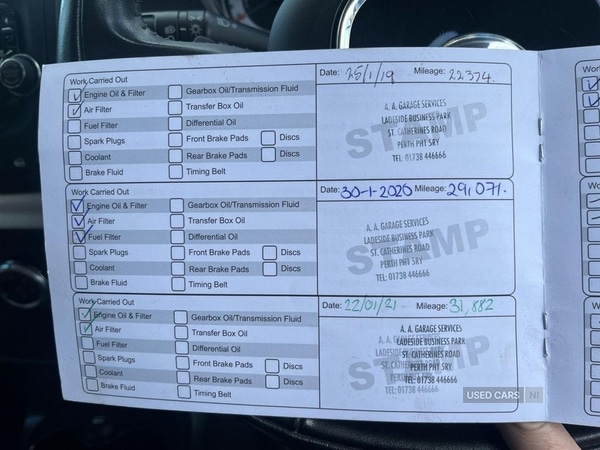 Work Carried Out
Engine Oil & Filter
Gearbox Oil/Transmission Fluid
Air Filter
Transfer Box Oil
Fuel Filter
Differential Oil
Spark Plugs
Front Brake Pads
Discs
Coolant
Rear Brake Pads
Discs
Brake Fluid
Timing Belt
Date: 25/1/19 Mileage: 22374.
STAMP
A. A. GARAGE SERVICES
LADESIDE BUSINESS PARK
ST. CATHERINES ROAD
PERTH PH1 5RY
TEL: 01738 446666
Work Carried Out
Engine Oil & Filter
Gearbox Oil/Transmission Fluid
Air Filter
Transfer Box Oil
Fuel Filter
Differential Oil
Spark Plugs
Front Brake Pads
Discs
Coolant
Rear Brake Pads
Discs
Brake Fluid
Timing Belt
Date: 30-1-2020 Mileage: 29,071.
STAMP
A. A. GARAGE SERVICES
LADESIDE BUSINESS PARK
ST. CATHERINES ROAD
PERTH PH1 5RY
TEL: 01738 446666
Work Carried Out
Engine Oil & Filter
Gearbox Oil/Transmission Fluid
Air Filter
Transfer Box Oil
Fuel Filter
Differential Oil
Spark Plugs
Front Brake Pads
Discs
Coolant
Rear Brake Pads
Discs
Brake Fluid
Timing Belt
Date: 22/01/21 Mileage: 31,882
STAMP
A. A. GARAGE SERVICES
LADESIDE BUSINESS PARK
ST. CATHERINES ROAD
PERTH PH1 5RY
TEL: 01738 446666
USED CARS NI